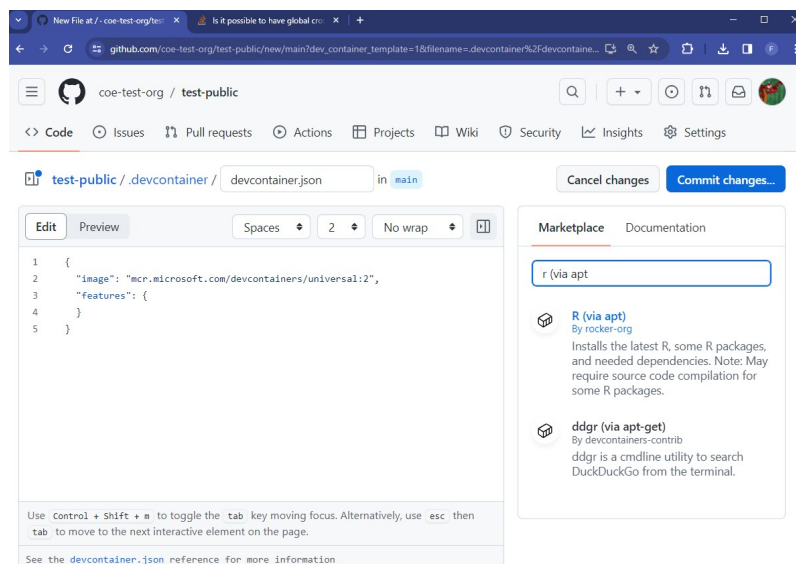 New File at / · coe-test-org/test
Is it possible to have global cro
github.com/coe-test-org/test-public/new/main?dev_container_template=1&filename=.devcontainer%2Fdevcontaine...
F
coe-test-org / test-public
<> Code Issues Pull requests Actions Projects Wiki Security Insights Settings
test-public / .devcontainer / devcontainer.json in main Cancel changes Commit changes...
Edit Preview Spaces 2 No wrap
1 {
2 "image": "mcr.microsoft.com/devcontainers/universal:2",
3 "features": {
4 }
5 }
Use Control + Shift + m to toggle the tab key moving focus. Alternatively, use esc then
tab to move to the next interactive element on the page.
See the devcontainer.json reference for more information
Marketplace Documentation
r (via apt
R (via apt)
By rocker-org
Installs the latest R, some R packages,
and needed dependencies. Note: May
require source code compilation for
some R packages.
ddgr (via apt-get)
By devcontainers-contrib
ddgr is a cmdline utility to search
DuckDuckGo from the terminal.